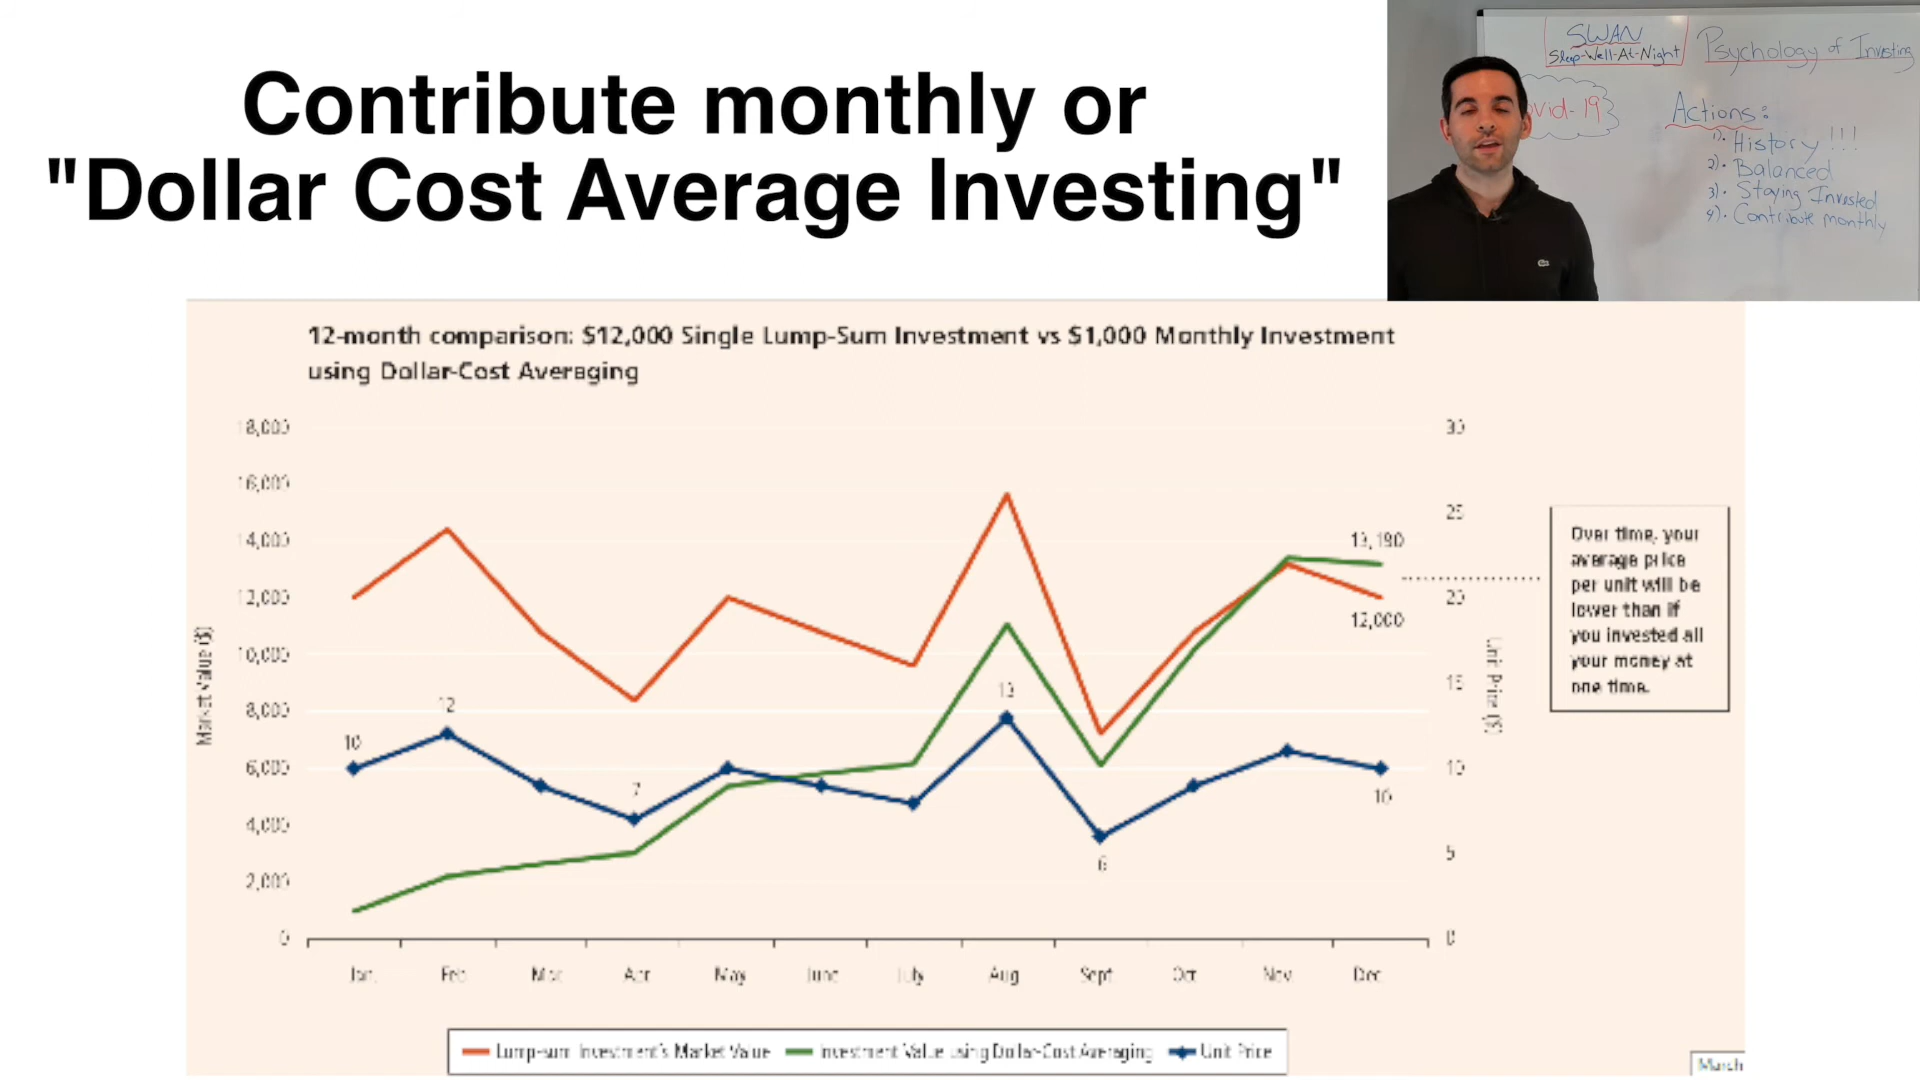 Contribute monthly or
"Dollar Cost Average Investing"
SWAN
Sleep-Well-At-Night
Psychology of Investing
ovid-19
Actions:
1). History!!!
2). Balanced
3). Staying Invested
4). Contribute monthly
12-month comparison: $12,000 Single Lump-Sum Investment vs $1,000 Monthly Investment
using Dollar-Cost Averaging
18,000
16,000
14,000
12,000
10,000
8,000
6,000
4,000
2,000
0
Market Value ($)
30
25
20
15
10
5
0
Unit Price ($)
10
12
7
13
6
10
12,000
Over time, your
average price
per unit will be
lower than if
you invested all
your money at
one time.
Jan.
Feb
Mar
Apr
May
June
July
Aug
Sept
Oct
Nov
Dec
Lump-sum Investment's Market Value
Investment Value using Dollar-Cost Averaging
Unit Price
March